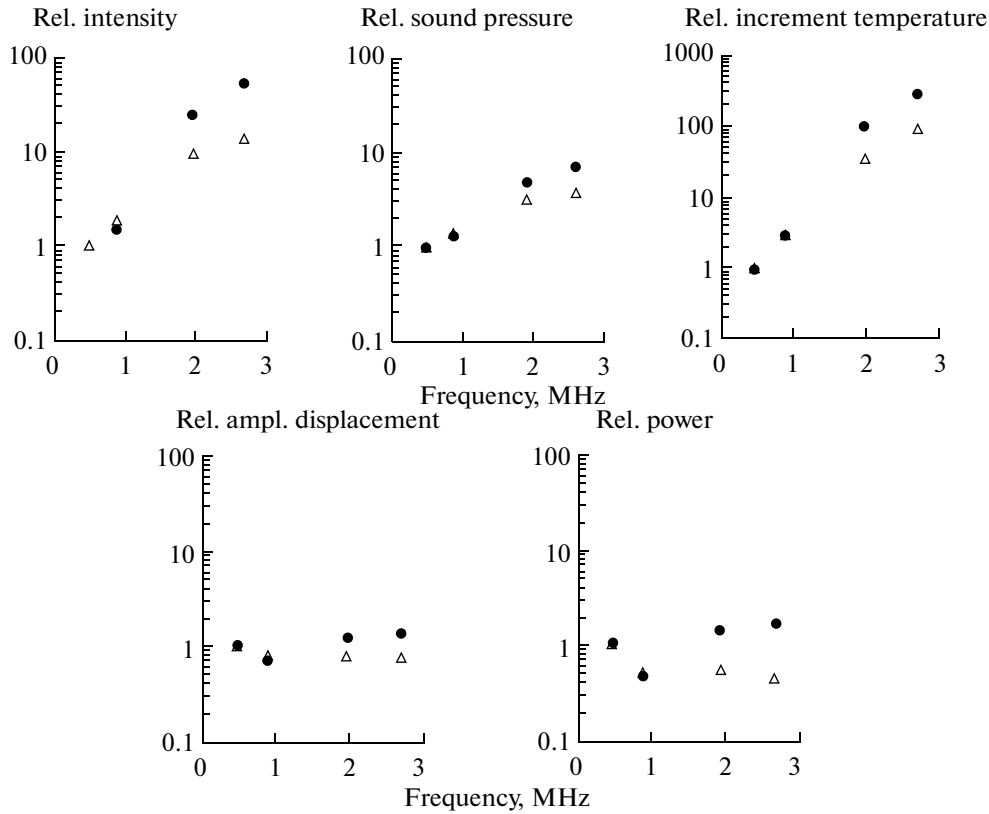 Rel. intensity
Rel. sound pressure
Rel. increment temperature
100
10
1
0.1
0 1 2 3
100
10
1
0.1
0 1 2 3
1000
100
10
1
0.1
0 1 2 3
Frequency, MHz
Rel. ampl. displacement
Rel. power
100
10
1
0.1
0 1 2 3
100
10
1
0.1
0 1 2 3
Frequency, MHz